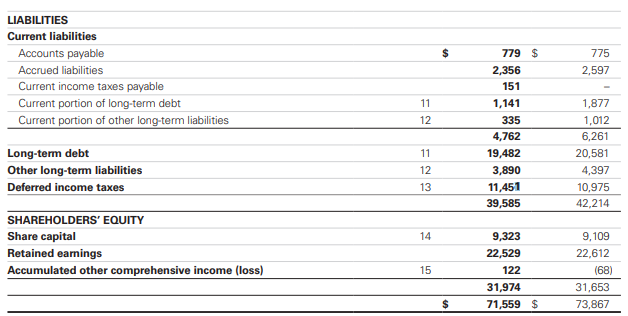 LIABILITIES
Current liabilities
Accounts payable $ 779 $ 775
Accrued liabilities 2,356 2,597
Current income taxes payable 151 –
Current portion of long-term debt 11 1,141 1,877
Current portion of other long-term liabilities 12 335 1,012
4,762 6,261
Long-term debt 11 19,482 20,581
Other long-term liabilities 12 3,890 4,397
Deferred income taxes 13 11,451 10,975
39,585 42,214
SHAREHOLDERS' EQUITY
Share capital 14 9,323 9,109
Retained earnings 22,529 22,612
Accumulated other comprehensive income (loss) 15 122 (68)
31,974 31,653
$ 71,559 $ 73,867